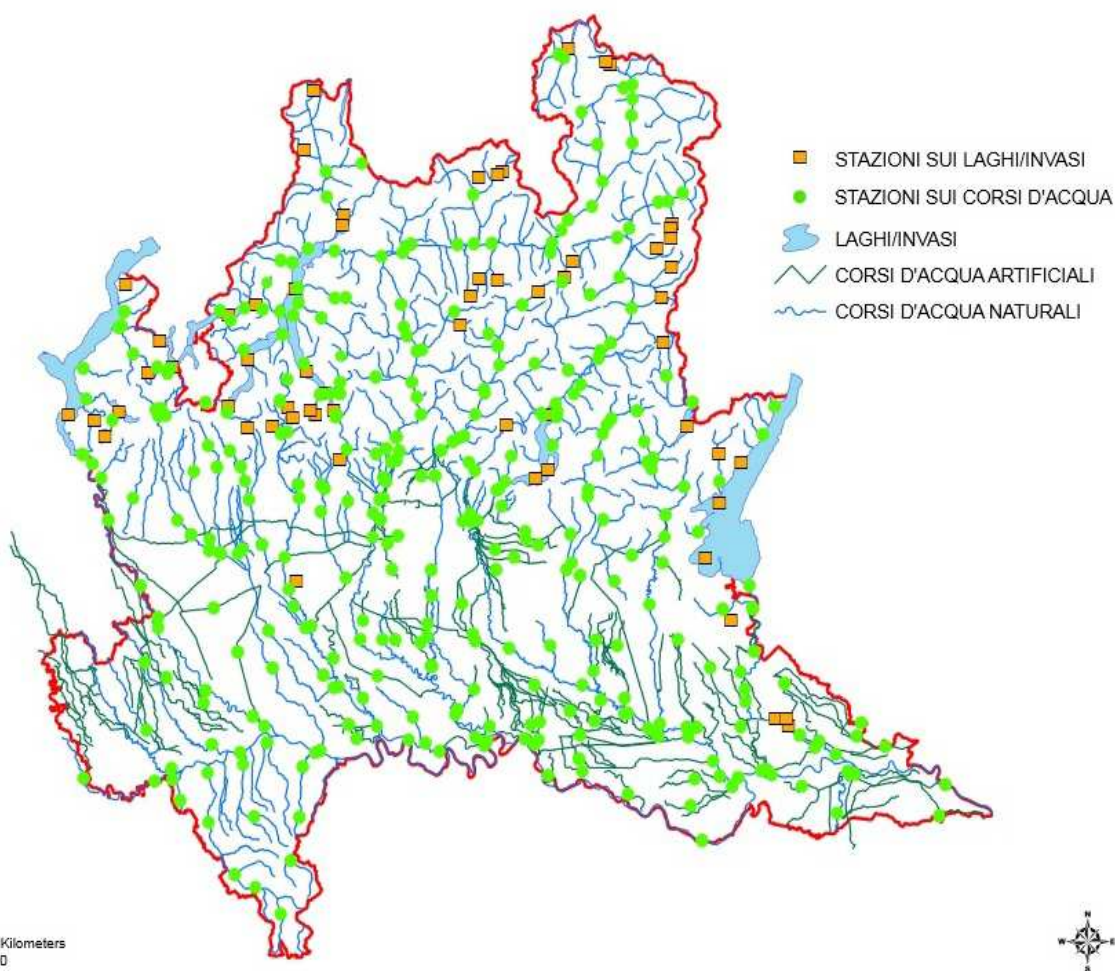 STAZIONI SUI LAGHI/INVASI
STAZIONI SUI CORSI D'ACQUA
LAGHI/INVASI
CORSI D'ACQUA ARTIFICIALI
CORSI D'ACQUA NATURALI
Kilometers
0
N
W E
S